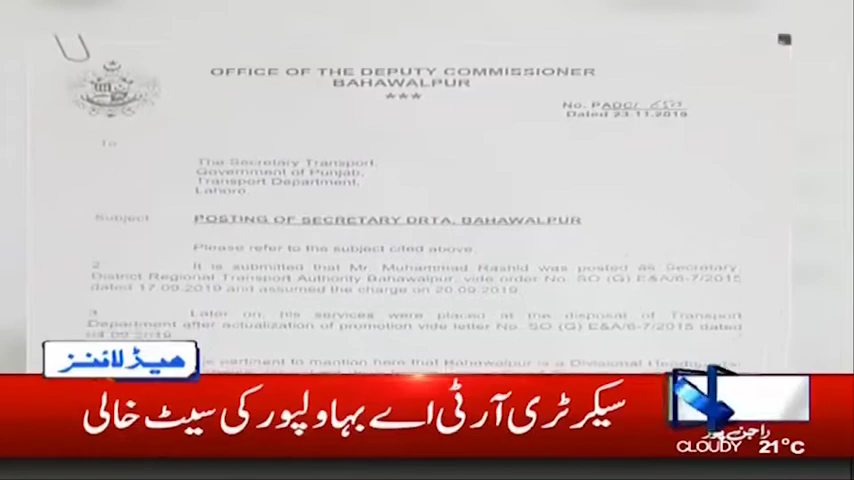 OFFICE OF THE DEPUTY COMMISSIONER
BAHAWALPUR
***
No. PADC/
Dated 23.11.2019
To
The Secretary Transport,
Government of Punjab,
Transport Department,
Lahore.
Subject POSTING OF SECRETARY DRTA, BAHAWALPUR
Please refer to the subject cited above.
2 It is submitted that Mr. Muhammad Rashid was posted as Secretary,
District Regional Transport Authority Bahawalpur, vide order No. SO (G) E&A/6-7/2015
dated 17.09.2019 and assumed the charge on 20.09.2019
3 Later on, his services were placed at the disposal of Transport
Department after actualization of promotion vide letter No. SO (G) E&A/6-7/2015 dated
pertinent to mention here that Bahawalpur is a Divisional Headquarter
ہیڈلائنز
سیکرٹری آر ٹی اے بہاولپور کی سیٹ خالی
راجن پور
CLOUDY 21°C